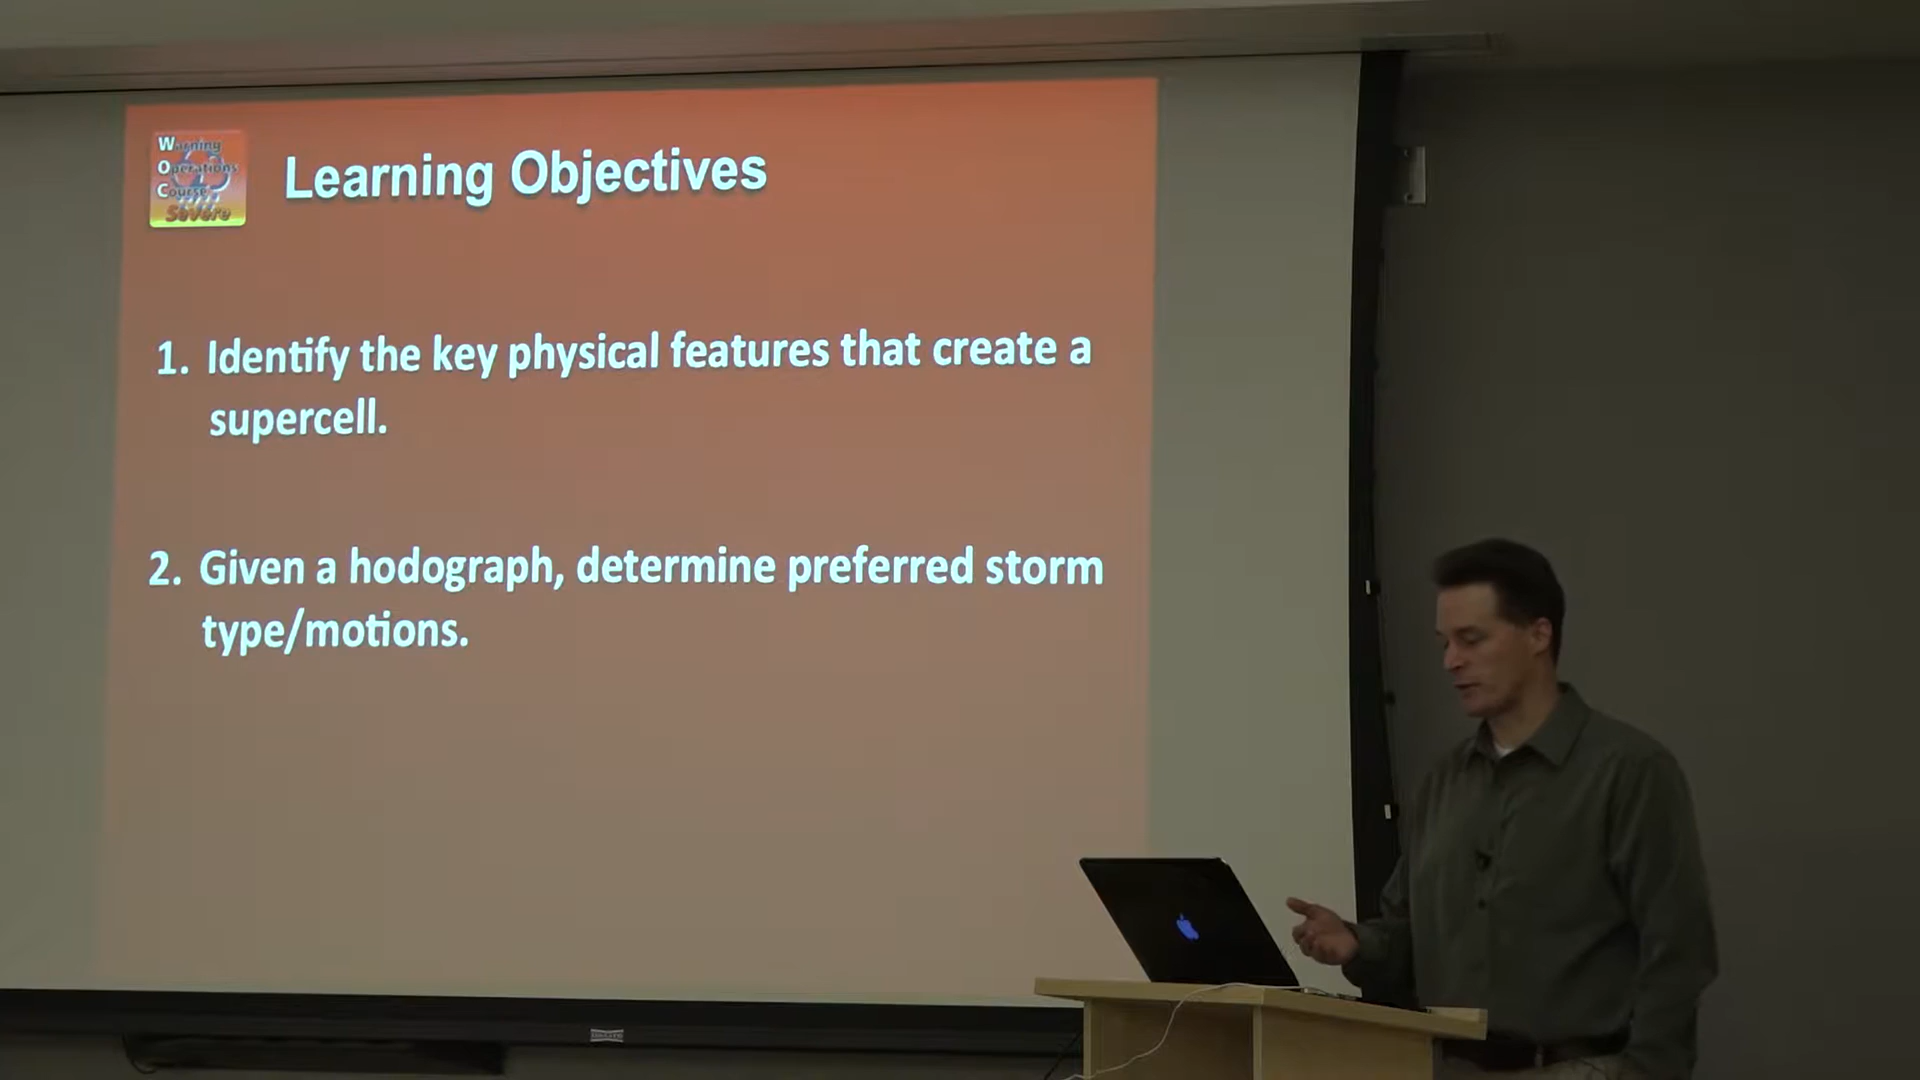 Warning
Operations
Course
Severe
Learning Objectives
1. Identify the key physical features that create a
supercell.
2. Given a hodograph, determine preferred storm
type/motions.